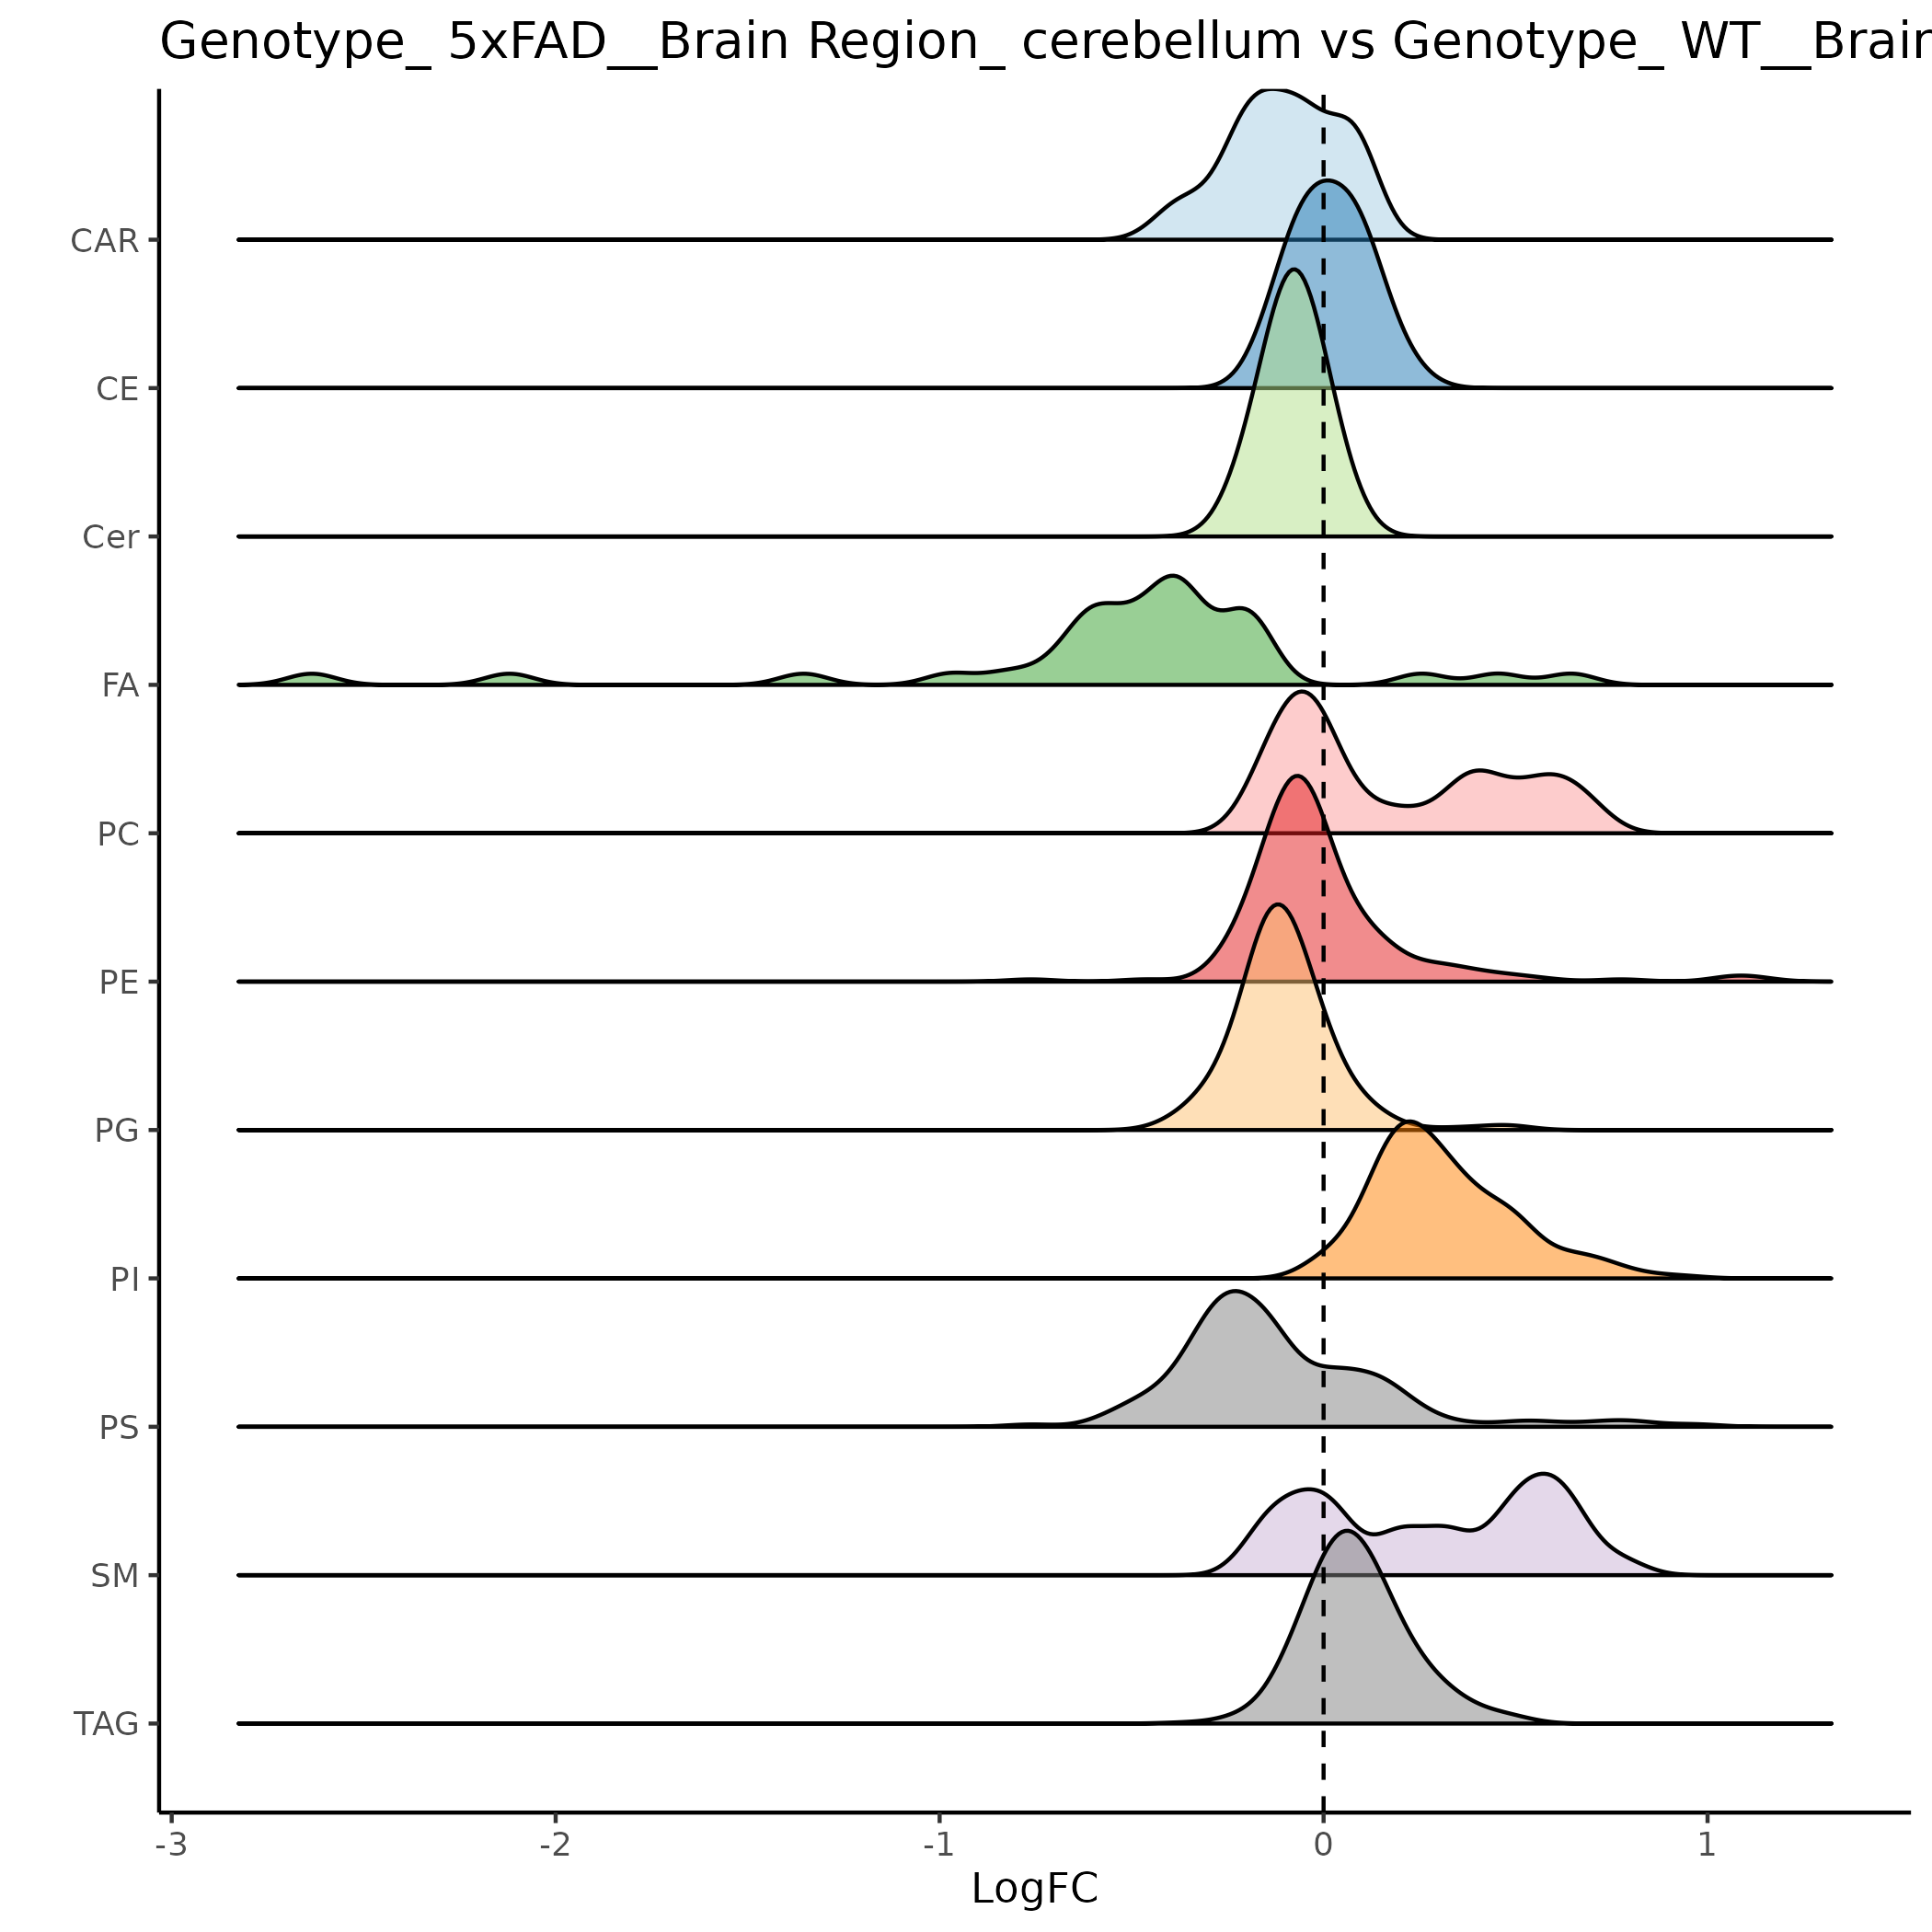 Genotype_ 5xFAD__Brain Region_ cerebellum vs Genotype_ WT__Brain
CAR
CE
Cer
FA
PC
PE
PG
PI
PS
SM
TAG
-3 -2 -1 0 1
LogFC